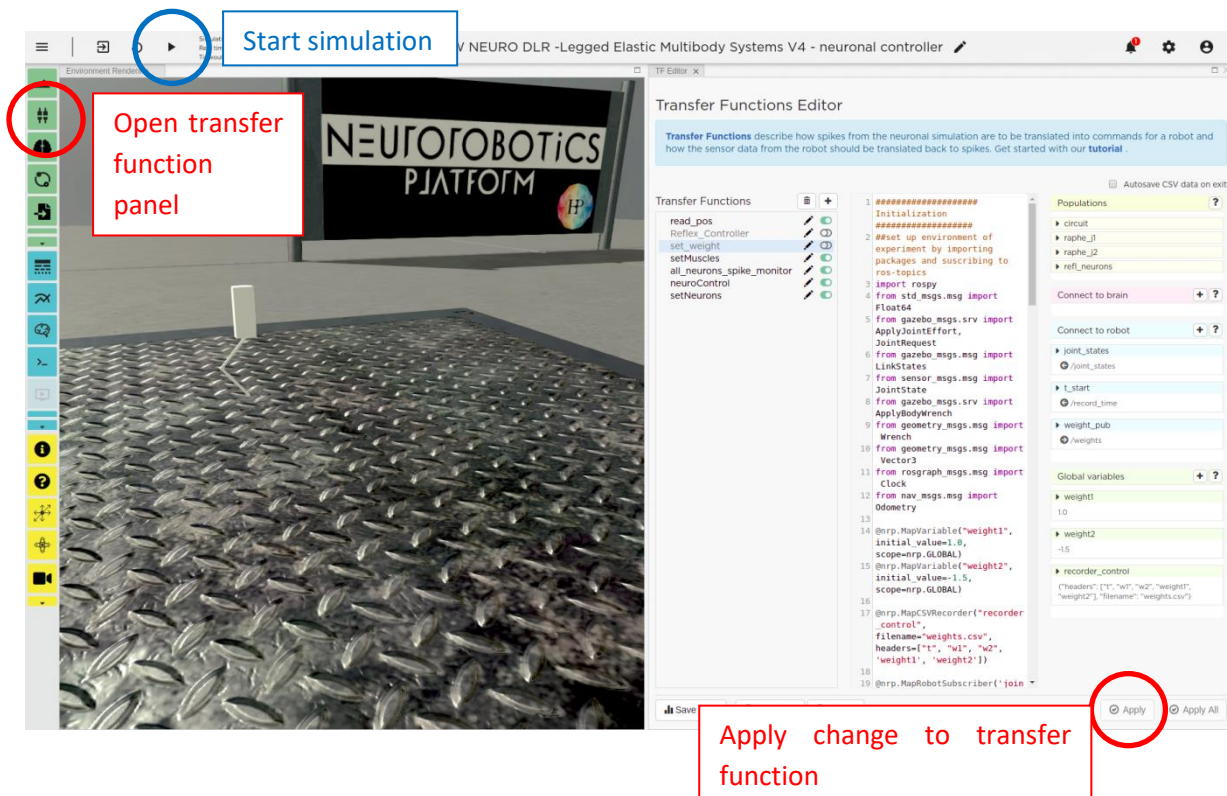 Start simulation
W NEURO DLR -Legged Elastic Multibody Systems V4 - neuronal controller
1
Environment Rendering
TF Editor x
Open transfer
function
panel
NEUROROBOTICS
PLATFORM
HP
Transfer Functions Editor
Transfer Functions describe how spikes from the neuronal simulation are to be translated into commands for a robot and
how the sensor data from the robot should be translated back to spikes. Get started with our tutorial .
Autosave CSV data on exit
Transfer Functions
read_pos
Reflex_Controller
set_weight
setMuscles
all_neurons_spike_monitor
neuroControl
setNeurons
1 ####################
Initialization
###################
2 ##set up environment of
experiment by importing
packages and suscribing to
ros-topics
3 import rospy
4 from std_msgs.msg import
Float64
5 from gazebo_msgs.srv import
ApplyJointEffort,
JointRequest
6 from gazebo_msgs.msg import
LinkStates
7 from sensor_msgs.msg import
JointState
8 from gazebo_msgs.srv import
ApplyBodyWrench
9 from geometry_msgs.msg import
Wrench
10 from geometry_msgs.msg import
Vector3
11 from rosgraph_msgs.msg import
Clock
12 from nav_msgs.msg import
Odometry
13
14 @nrp.MapVariable("weight1",
initial_value=1.0,
scope=nrp.GLOBAL)
15 @nrp.MapVariable("weight2",
initial_value=-1.5,
scope=nrp.GLOBAL)
16
17 @nrp.MapCSVRecorder("recorder
_control",
filename="weights.csv",
headers=["t", "w1", "w2",
'weight1', 'weight2'])
18
19 @nrp.MapRobotSubscriber('join
Populations ?
circuit
raphe_j1
raphe_j2
refl_neurons
Connect to brain + ?
Connect to robot + ?
joint_states
/joint_states
t_start
/record_time
weight_pub
/weights
Global variables + ?
weight1
1.0
weight2
-1.5
recorder_control
{"headers": ["t", "w1", "w2", "weight1",
"weight2"], "filename": "weights.csv"}
Save
Apply
Apply All
Apply change to transfer
function